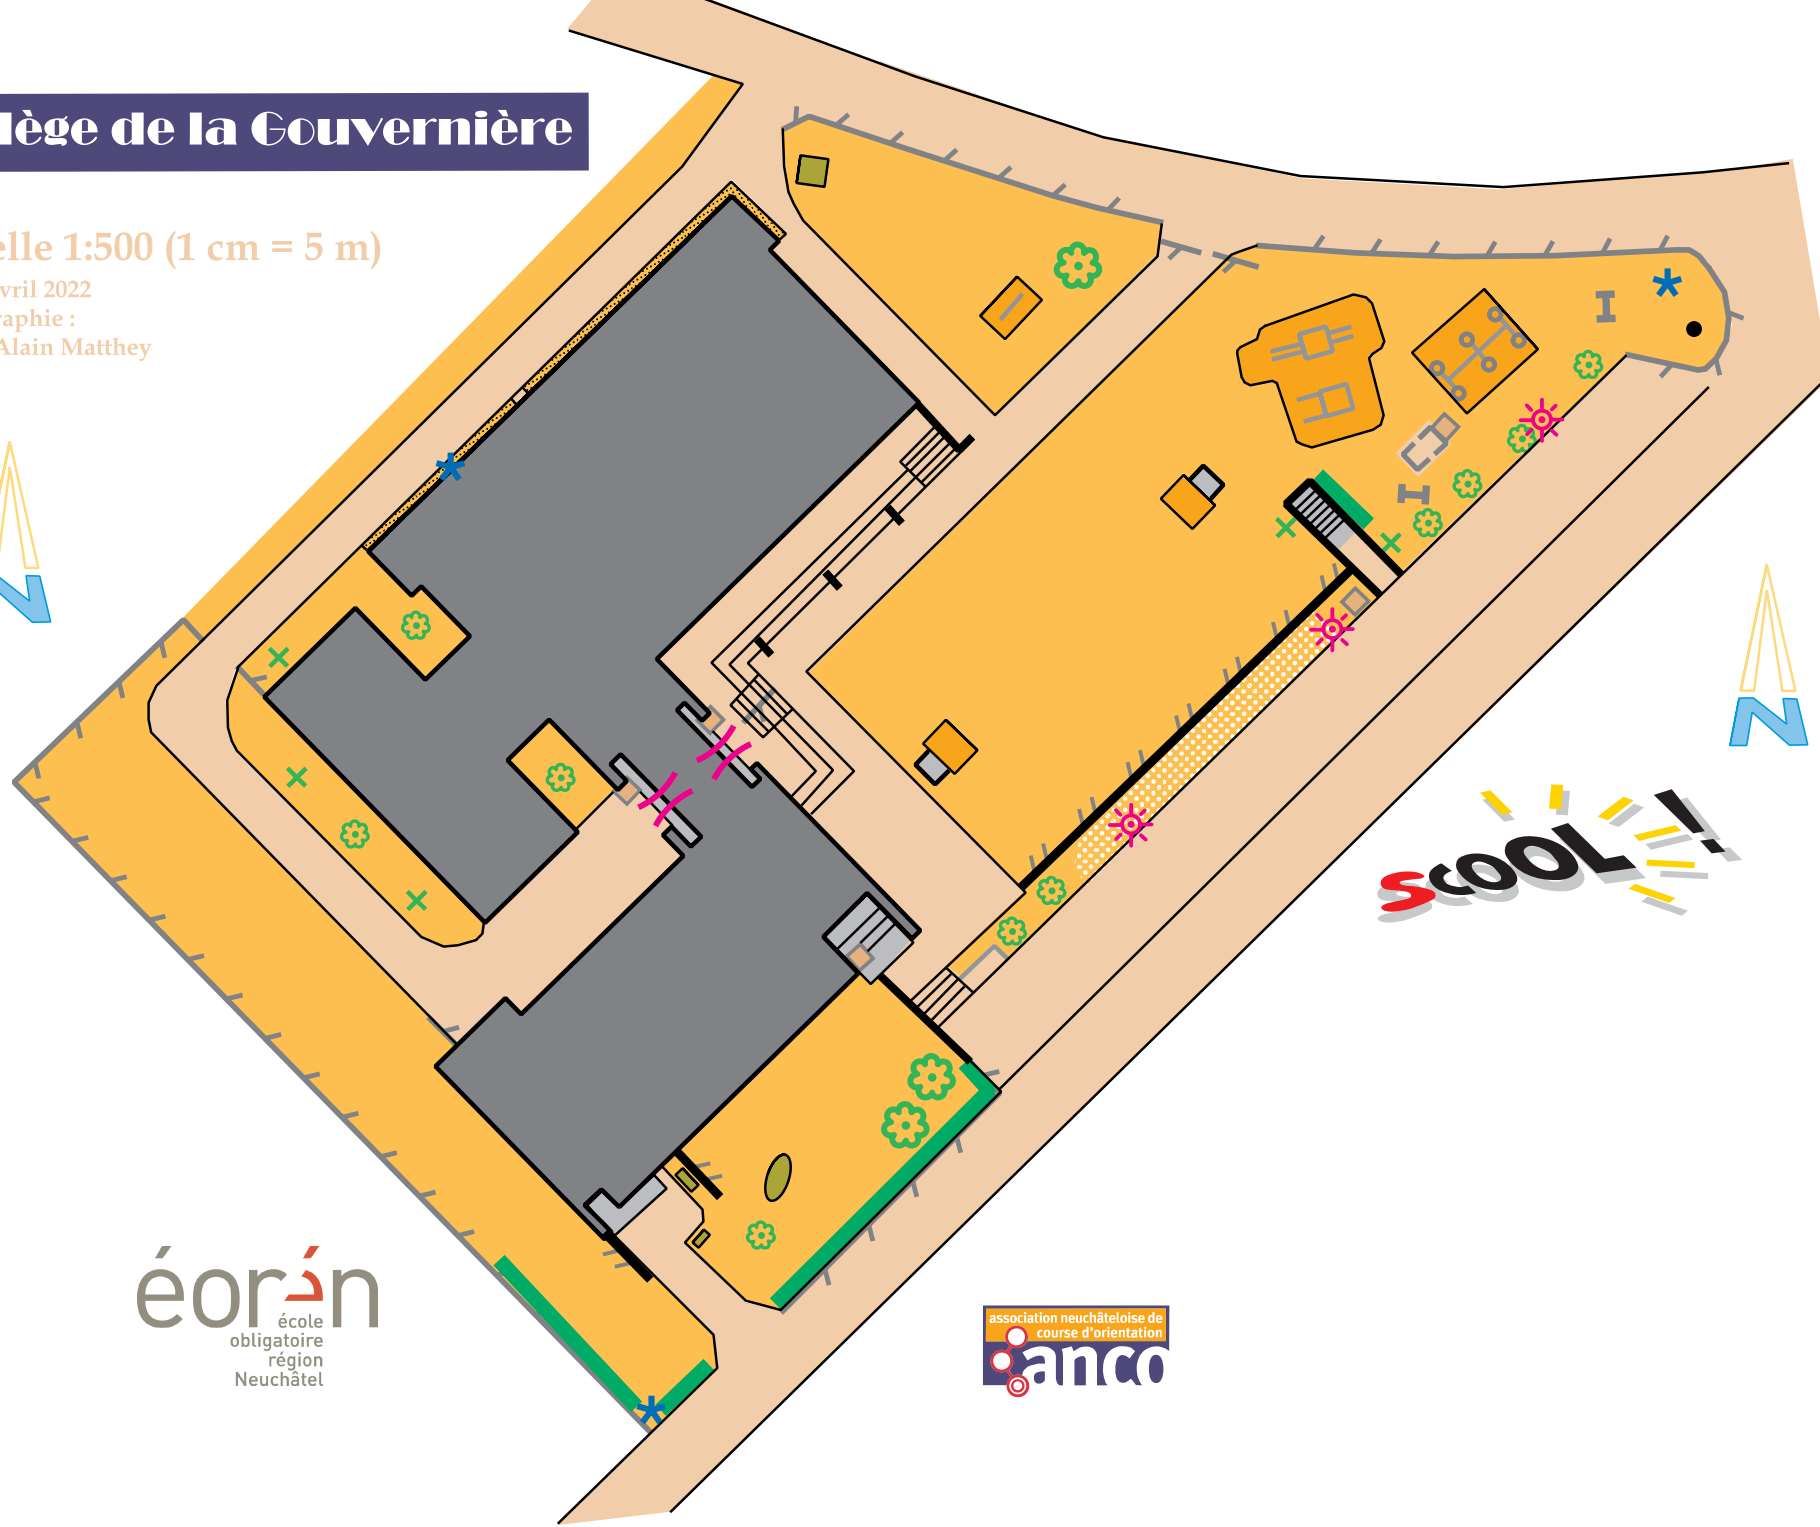 lège de la Gouvernière
elle 1:500 (1 cm = 5 m)
vril 2022
raphie :
Alain Matthey
sCOOL !
éorén
école
obligatoire
région
Neuchâtel
association neuchâteloise de
course d'orientation
anco